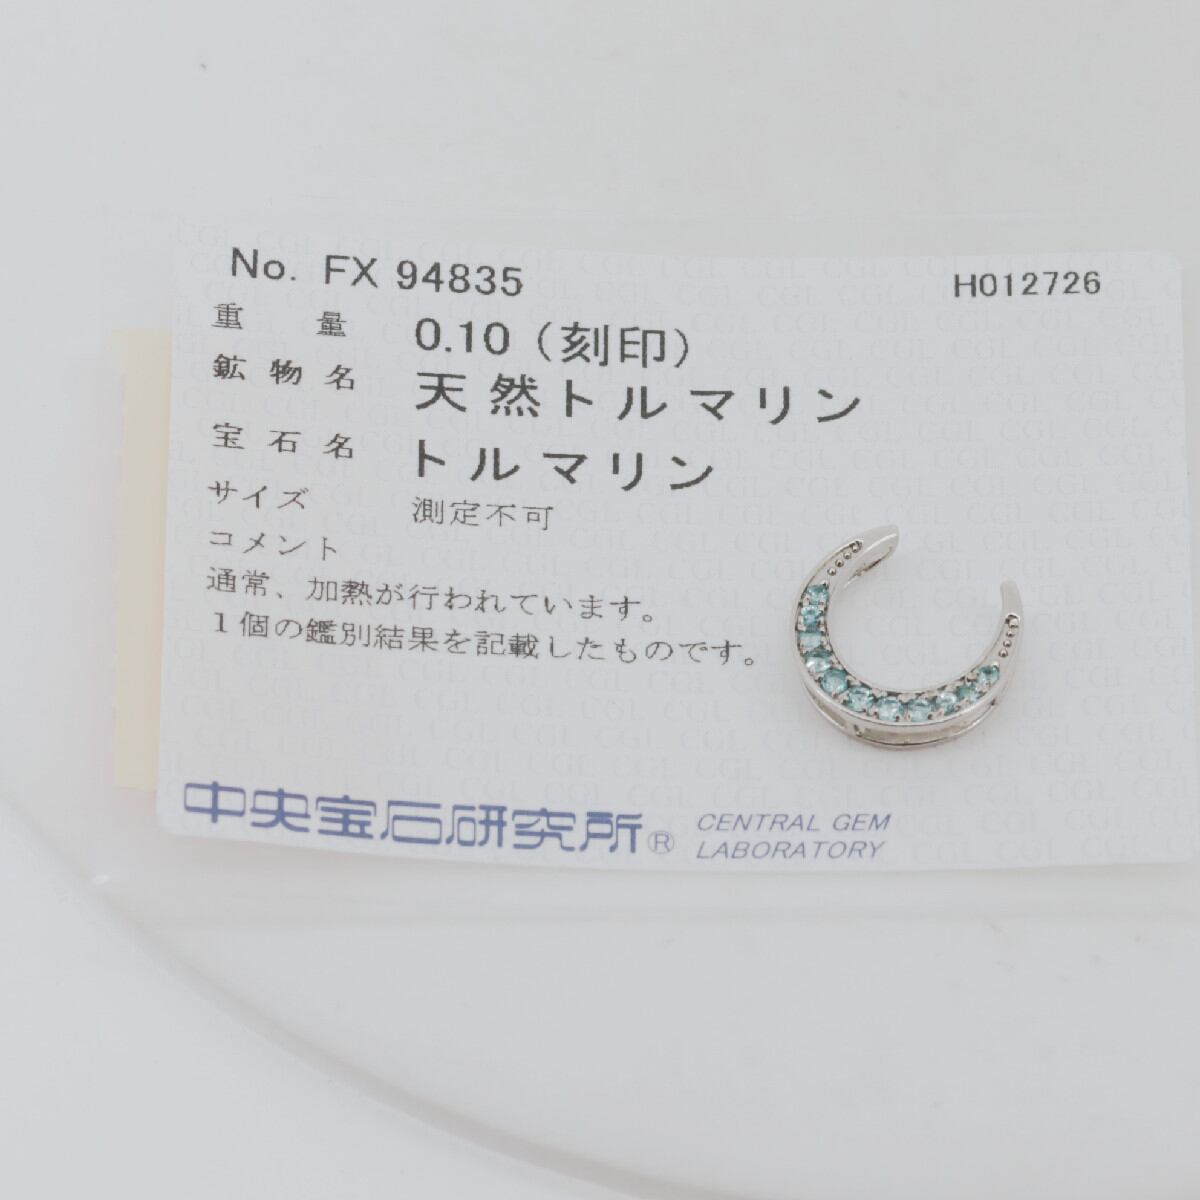 No. FX 94835
H012726
重量 0.10（刻印）
鉱物名 天然トルマリン
宝石名 トルマリン
サイズ 測定不可
コメント
通常、加熱が行われています。
1個の鑑別結果を記載したものです。
中央宝石研究所® CENTRAL GEM
LABORATORY